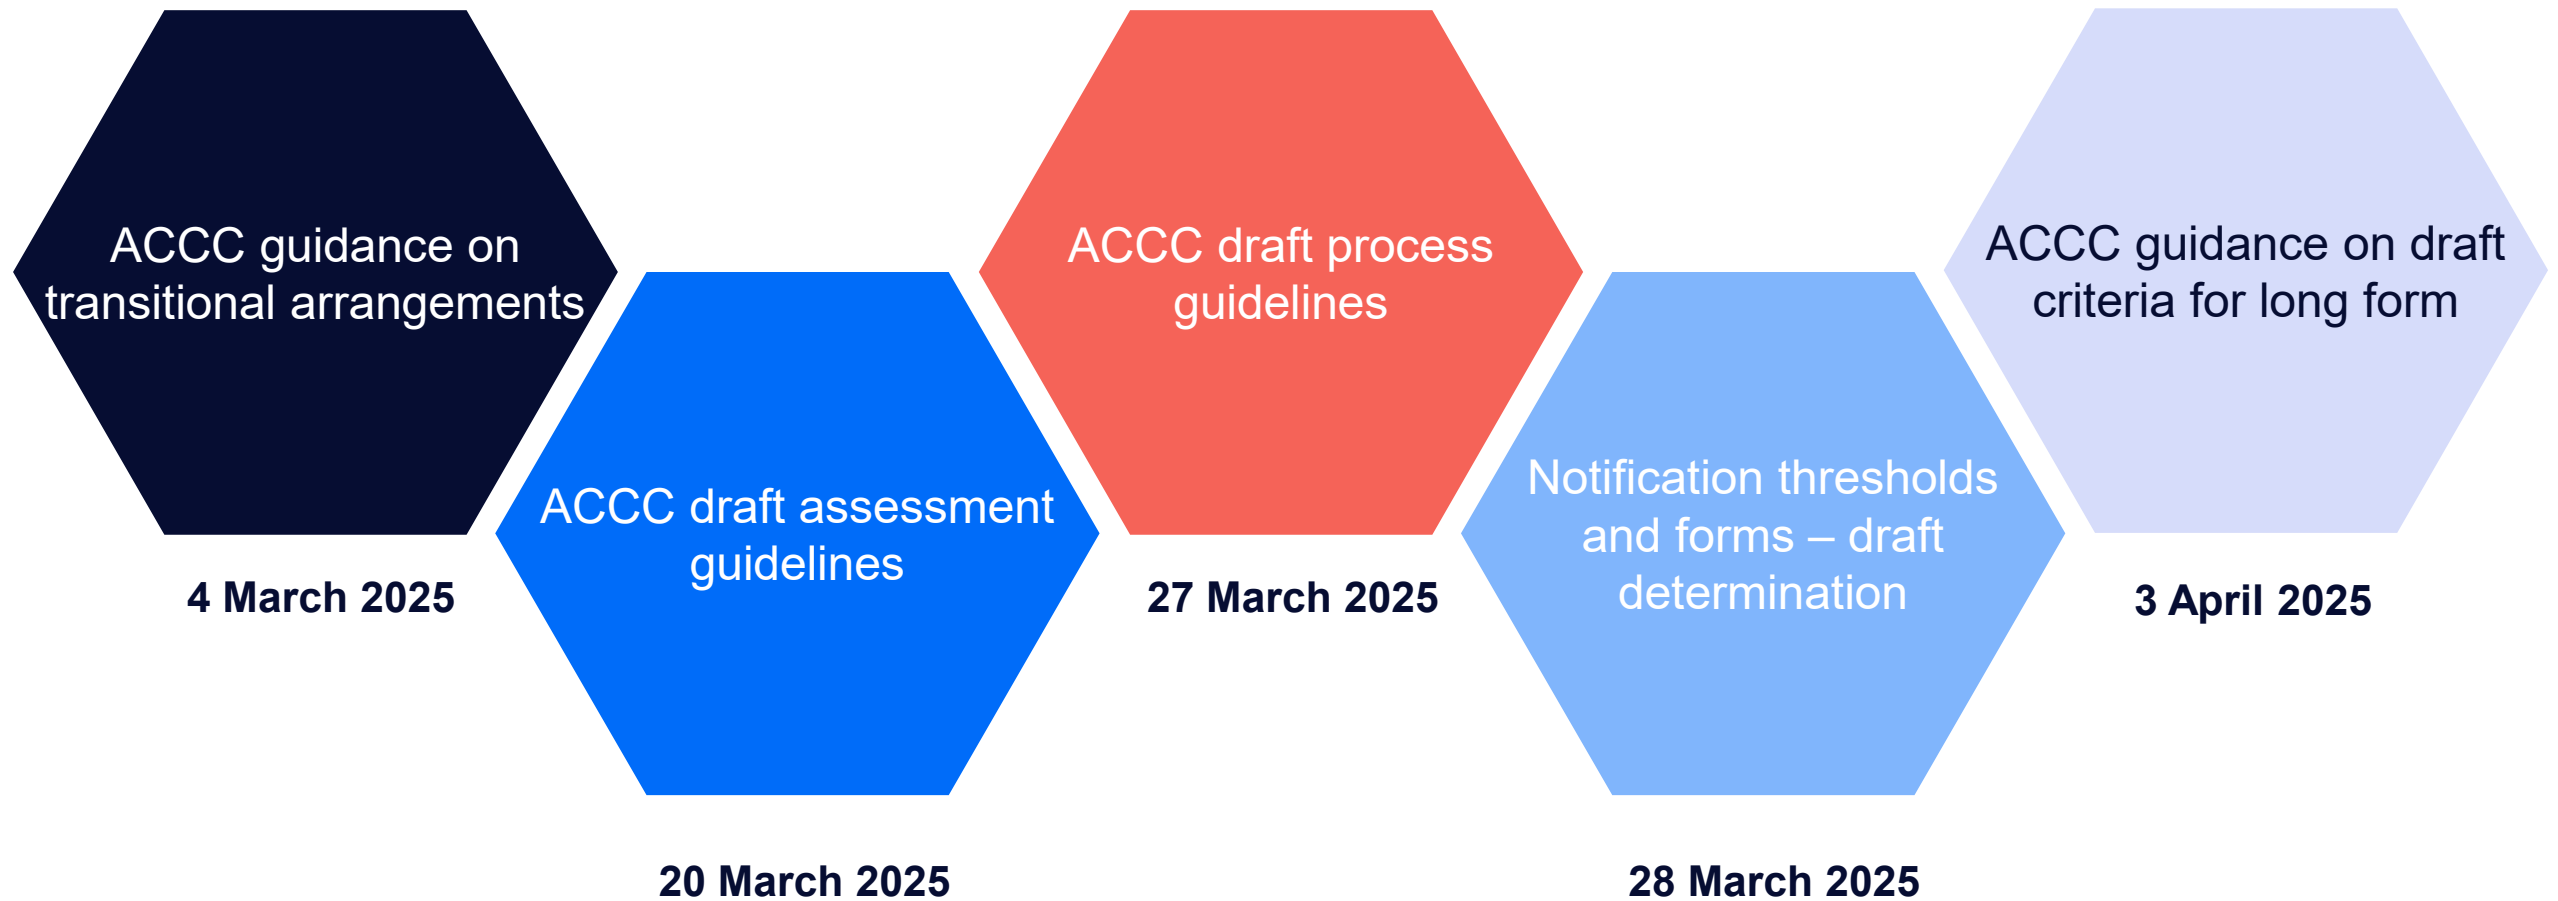 ACCC guidance on
transitional arrangements
4 March 2025
ACCC draft assessment
guidelines
20 March 2025
ACCC draft process
guidelines
27 March 2025
Notification thresholds
and forms – draft
determination
28 March 2025
ACCC guidance on draft
criteria for long form
3 April 2025